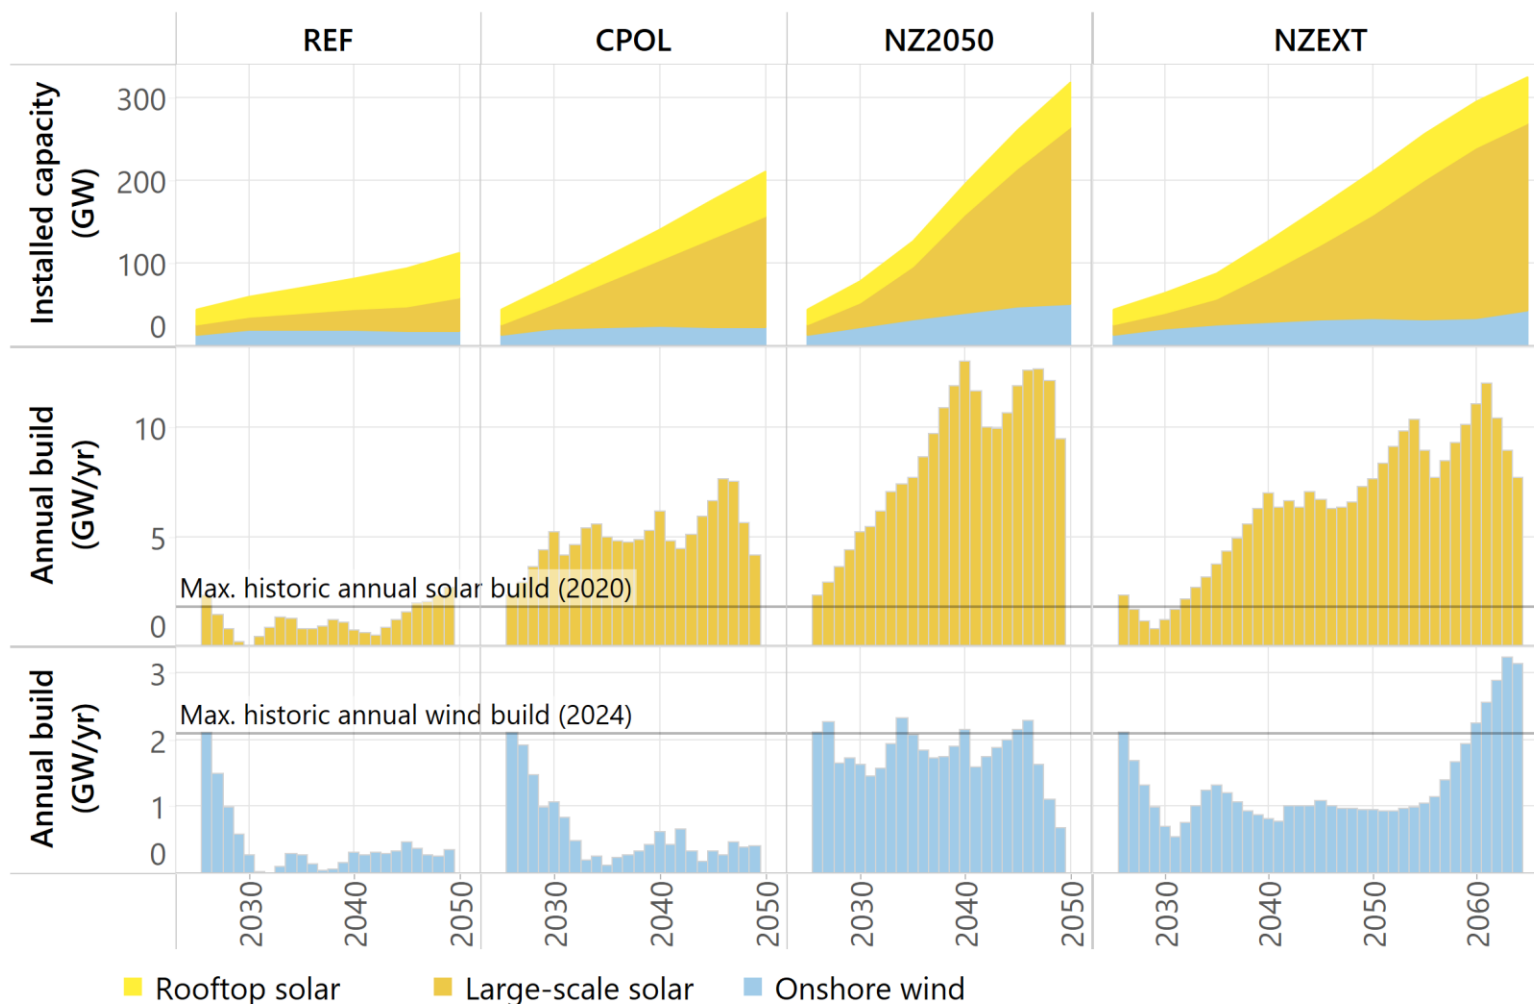 REF CPOL NZ2050 NZEXT
Installed capacity
(GW)
300
200
100
0
Annual build
(GW/yr)
10
5
0
Max. historic annual solar build (2020)
Annual build
(GW/yr)
3
2
1
0
Max. historic annual wind build (2024)
2030 2040 2050 2030 2040 2050 2030 2040 2050 2030 2040 2050 2060
Rooftop solar Large-scale solar Onshore wind